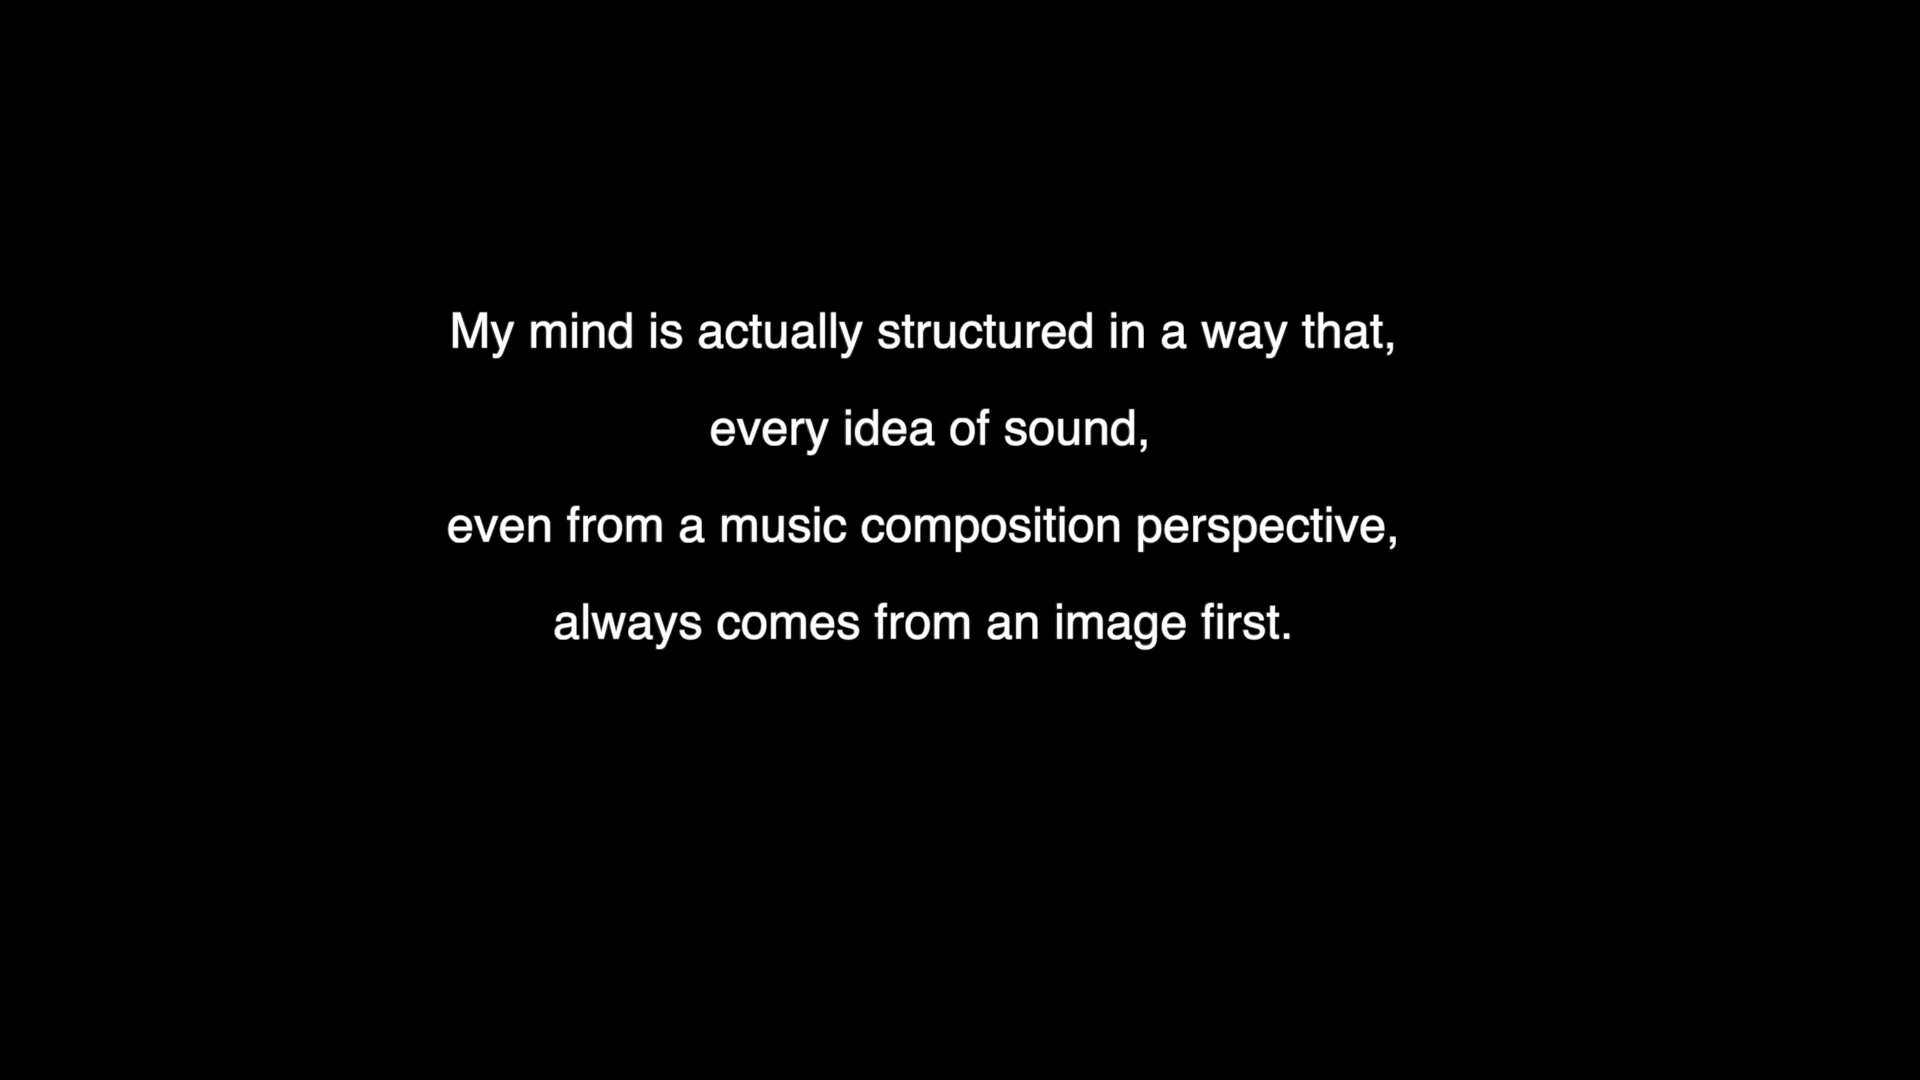 My mind is actually structured in a way that,
every idea of sound,
even from a music composition perspective,
always comes from an image first.